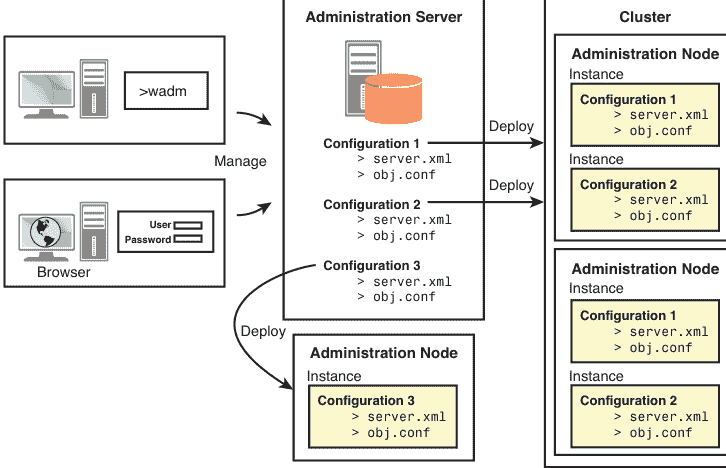 >wadm
User
Password
Browser
Manage
Administration Server
Configuration 1
> server.xml
> obj.conf
Configuration 2
> server.xml
> obj.conf
Configuration 3
> server.xml
> obj.conf
Deploy
Deploy
Deploy
Administration Node
Instance
Configuration 3
> server.xml
> obj.conf
Cluster
Administration Node
Instance
Configuration 1
> server.xml
> obj.conf
Instance
Configuration 2
> server.xml
> obj.conf
Administration Node
Instance
Configuration 1
> server.xml
> obj.conf
Instance
Configuration 2
> server.xml
> obj.conf